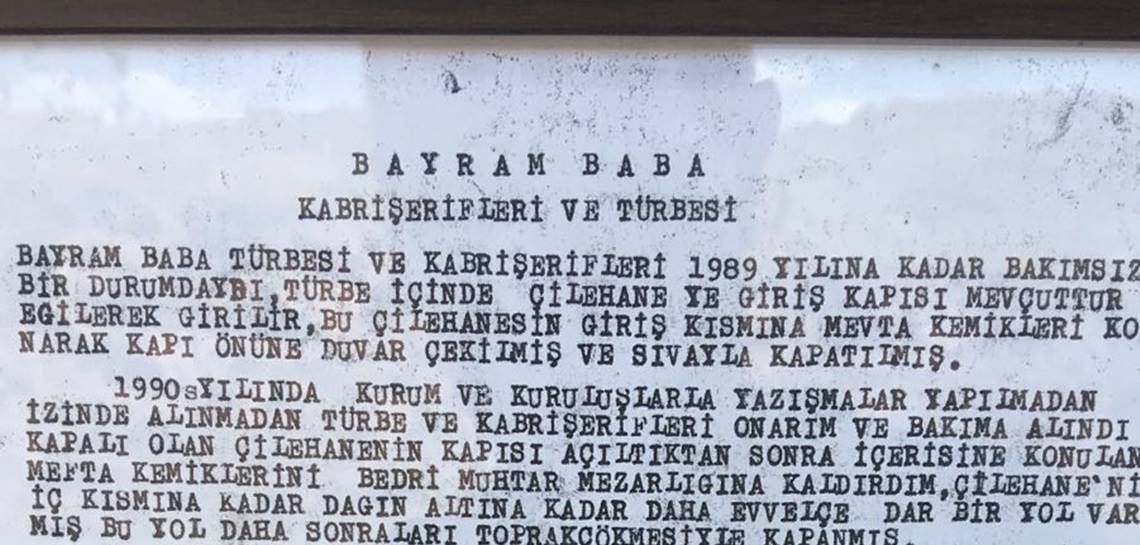 BAYRAM BABA
KABRİŞERİFLERİ VE TÜRBESİ
BAYRAM BABA TÜRBESİ VE KABRİŞERİFLERİ 1989 YILINA KADAR BAKIMSIZ
BİR DURUMDAYDI,TÜRBE İÇİNDE ÇİLEHANE VE GİRİŞ KAPISI MEVÇUTTUR
EGİLEREK GİRİLİR,BU ÇİLEHANESİN GİRİŞ KISMINA MEVTA KEMİKLERİ KO
NARAK KAPI ÖNÜNE DUVAR ÇEKİLMİŞ VE SIVAYLA KAPATILMIŞ.
1990sYILINDA KURUM VE KURULUŞLARLA YAZIŞMALAR YAPILMADAN
İZİNDE ALINMADAN TÜRBE VE KABRİŞERİFLERİ ONARIM VE BAKIMA ALINDI
KAPALI OLAN ÇİLEHANENİN KAPISI AÇILTIKTAN SONRA İÇERİSİNE KONULAN
MEFTA KEMİKLERİNİ BEDRİ MUHTAR MEZARLIGINA KALDIRDIM,ÇİLEHANE'Nİ
İÇ KISMINA KADAR DAGIN ALTINA KADAR DAHA EVVELÇE DAR BİR YOL VAR
MIŞ BU YOL DAHA SONRALARI TOPRAKÇÖKMESİYLE KAPANMIŞ.